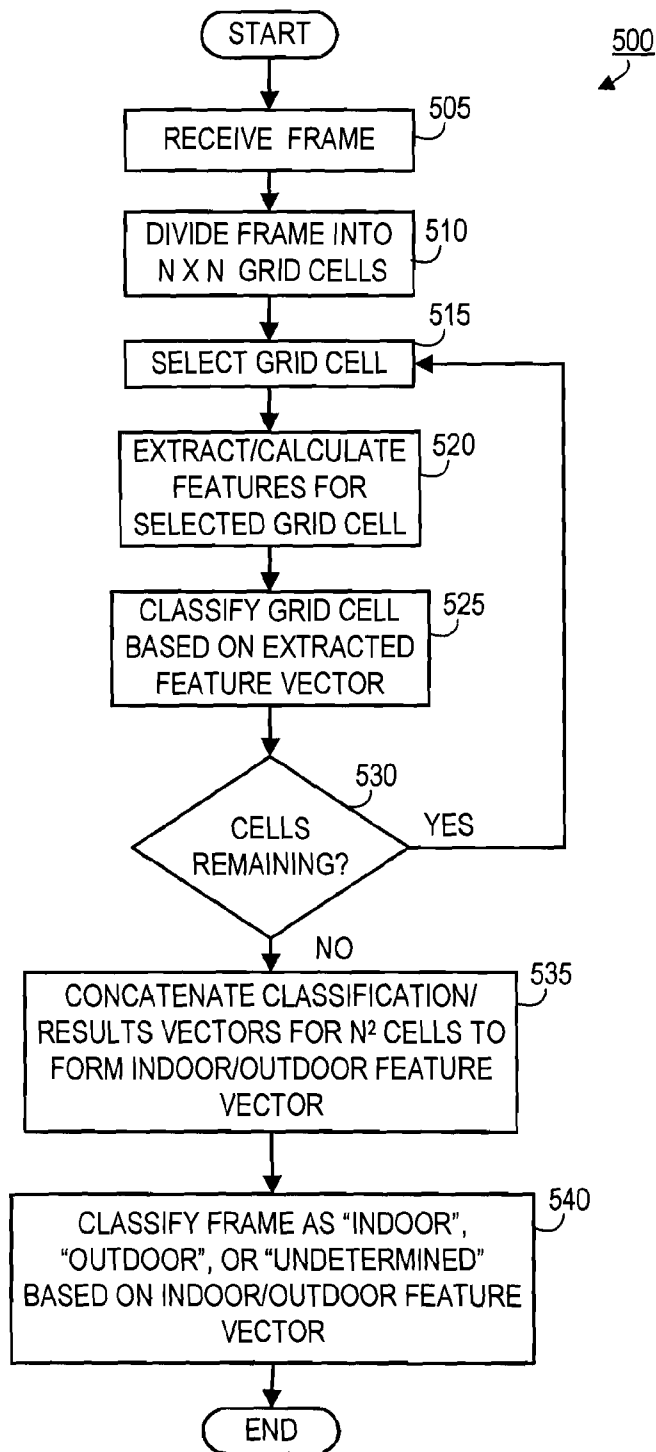 START
500
505
RECEIVE FRAME
DIVIDE FRAME INTO
N X N GRID CELLS
510
515
SELECT GRID CELL
EXTRACT/CALCULATE
FEATURES FOR
SELECTED GRID CELL
520
CLASSIFY GRID CELL
BASED ON EXTRACTED
FEATURE VECTOR
525
530
CELLS
REMAINING?
YES
NO
CONCATENATE CLASSIFICATION/
RESULTS VECTORS FOR N² CELLS TO
FORM INDOOR/OUTDOOR FEATURE
VECTOR
535
CLASSIFY FRAME AS “INDOOR”,
“OUTDOOR”, OR “UNDETERMINED”
BASED ON INDOOR/OUTDOOR FEATURE
VECTOR
540
END